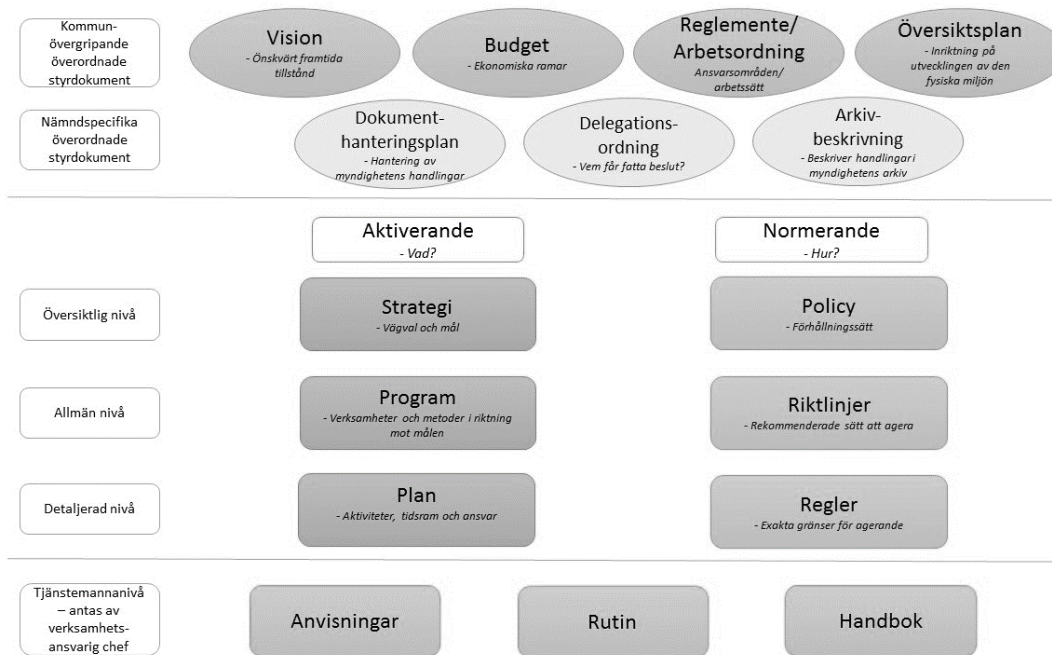 Kommun-
övergripande
överordnade
styrdokument
Vision
- Önskvärt framtida
tillstånd
Budget
- Ekonomiska ramar
Reglemente/
Arbetsordning
Ansvarsområden/
arbetssätt
Översiktsplan
- Inriktning på
utvecklingen av den
fysiska miljön
Nämndspecifika
överordnade
styrdokument
Dokument-
hanteringsplan
- Hantering av
myndighetens handlingar
Delegations-
ordning
- Vem får fatta beslut?
Arkiv-
beskrivning
- Beskriver handlingar i
myndighetens arkiv
Aktiverande
- Vad?
Normerande
- Hur?
Översiktlig nivå
Strategi
- Vägval och mål
Policy
- Förhållningssätt
Allmän nivå
Program
- Verksamheter och metoder i riktning
mot målen
Riktlinjer
- Rekommenderade sätt att agera
Detaljerad nivå
Plan
- Aktiviteter, tidsram och ansvar
Regler
- Exakta gränser för agerande
Tjänstemannanivå
– antas av
verksamhets-
ansvarig chef
Anvisningar
Rutin
Handbok